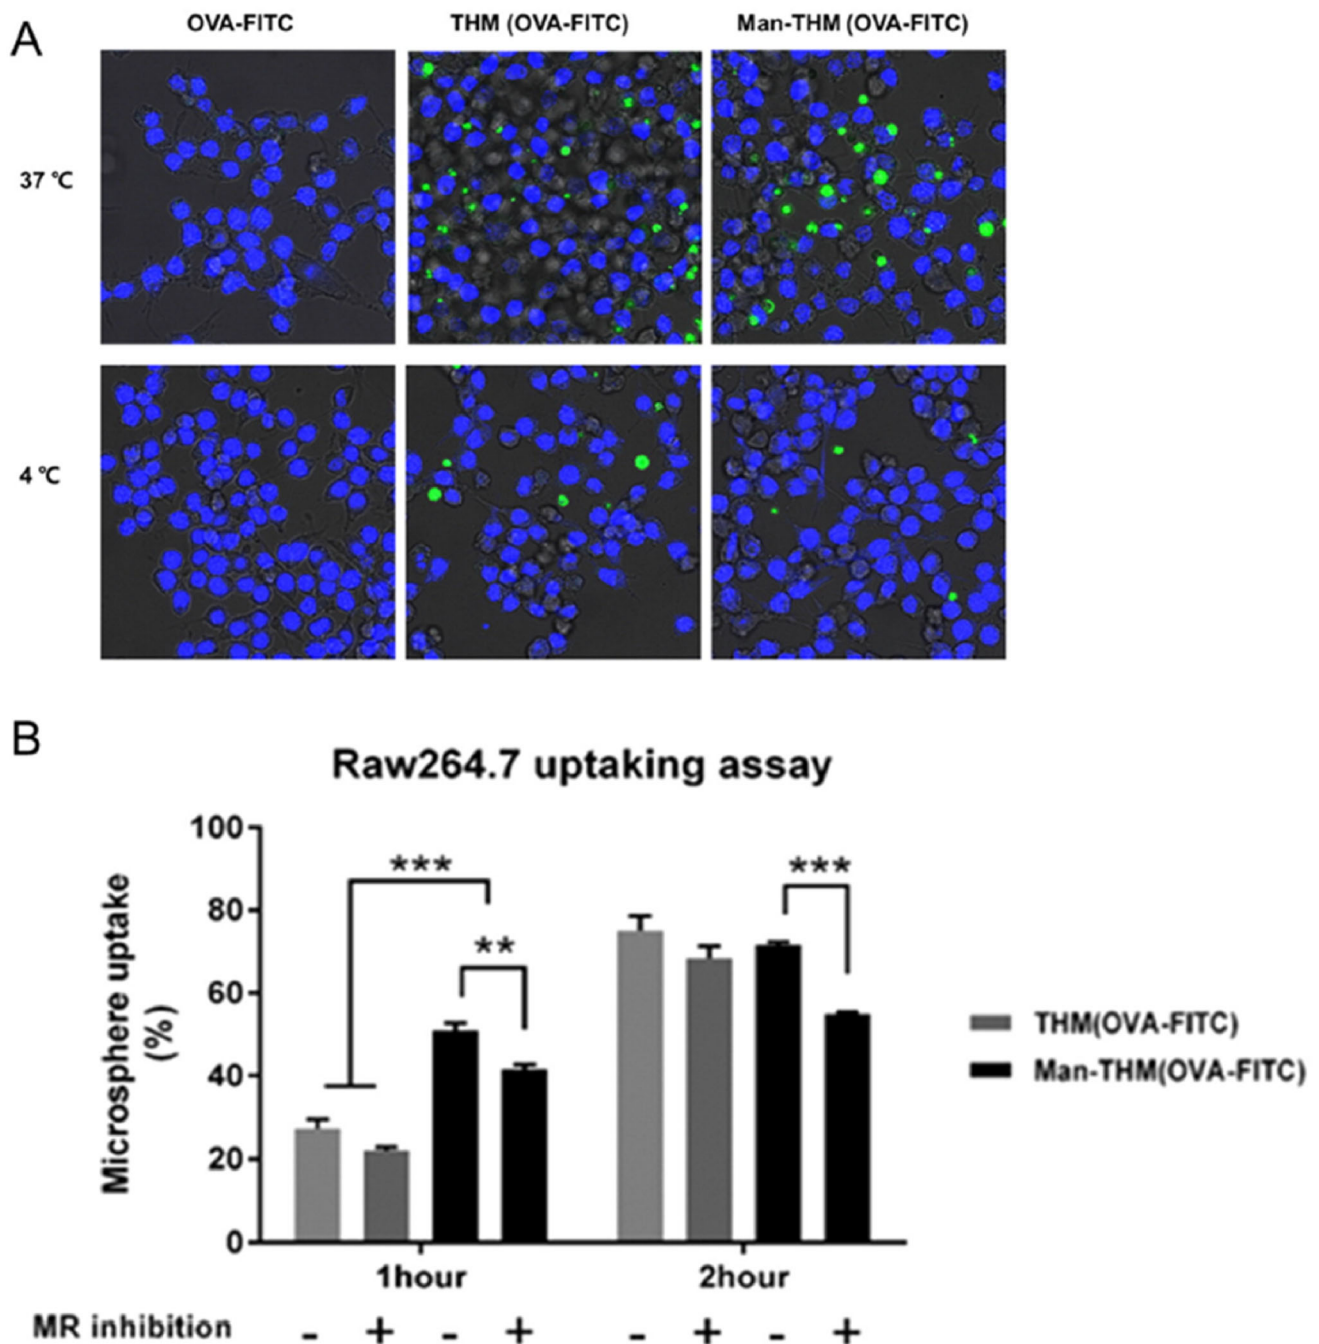 A
OVA-FITC THM (OVA-FITC) Man-THM (OVA-FITC)
37 ℃
4 ℃
B
Raw264.7 uptaking assay
Microsphere uptake
(%)
100
80
60
40
20
0
***
**
***
1hour 2hour
MR inhibition - + - + - + - +
THM(OVA-FITC)
Man-THM(OVA-FITC)